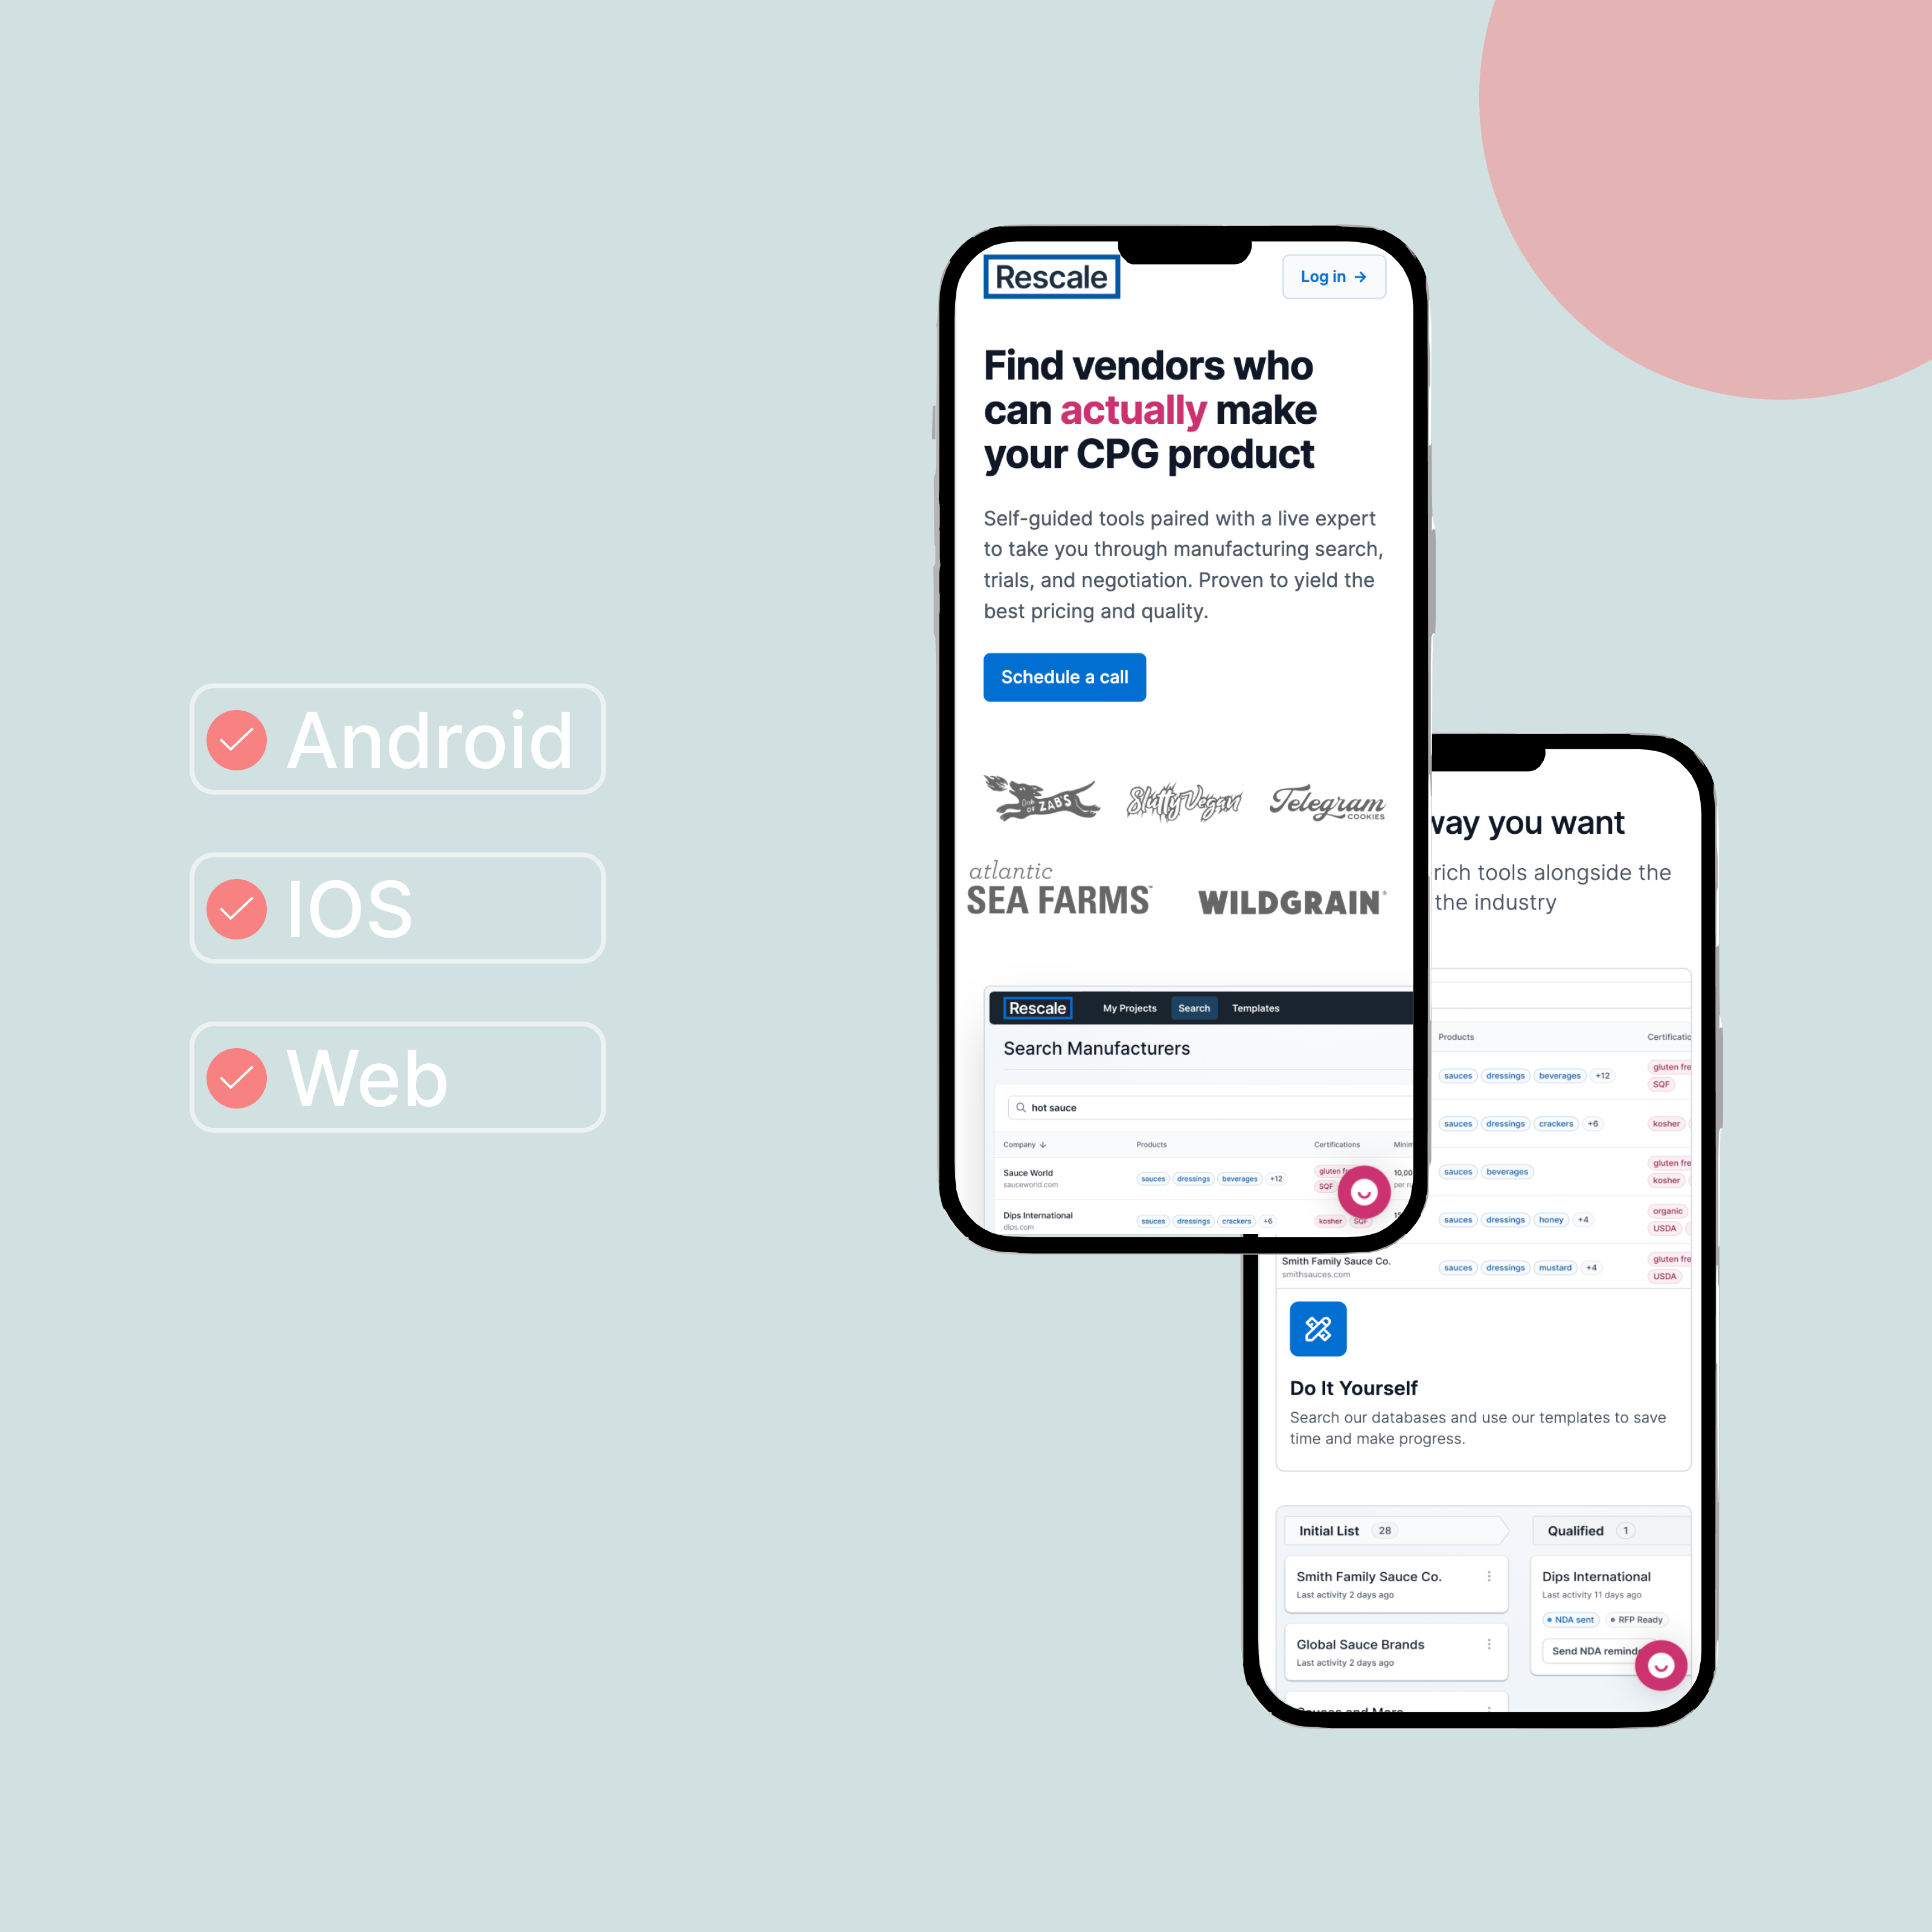 Android
IOS
Web
Rescale
Log in →
Find vendors who
can actually make
your CPG product
Self-guided tools paired with a live expert
to take you through manufacturing search,
trials, and negotiation. Proven to yield the
best pricing and quality.
Schedule a call
Dak OF ZAB'S
Slutty Vegan
Telegram
COOKIES
atlantic
SEA FARMS™
WILDGRAIN®
Rescale My Projects Search Templates
Search Manufacturers
hot sauce
Company ↓ Products Certifications
Sauce World
sauceworld.com
sauces dressings beverages +12
gluten
SQF
10,00
per
Dips International
dips.com
sauces dressings crackers +6
kosher SQF
way you want
rich tools alongside the
the industry
Products
sauces dressings beverages +12 gluten fre
SQF
sauces dressings crackers +6 kosher
sauces beverages gluten fre
kosher
sauces dressings honey +4 organic
USDA
Smith Family Sauce Co.
smithsauces.com
sauces dressings mustard +4 gluten fre
USDA
Do It Yourself
Search our databases and use our templates to save
time and make progress.
Initial List 28
Qualified 1
Smith Family Sauce Co.
Last activity 2 days ago
Global Sauce Brands
Last activity 2 days ago
Dips International
Last activity 11 days ago
NDA sent RFP Ready
Send NDA remind